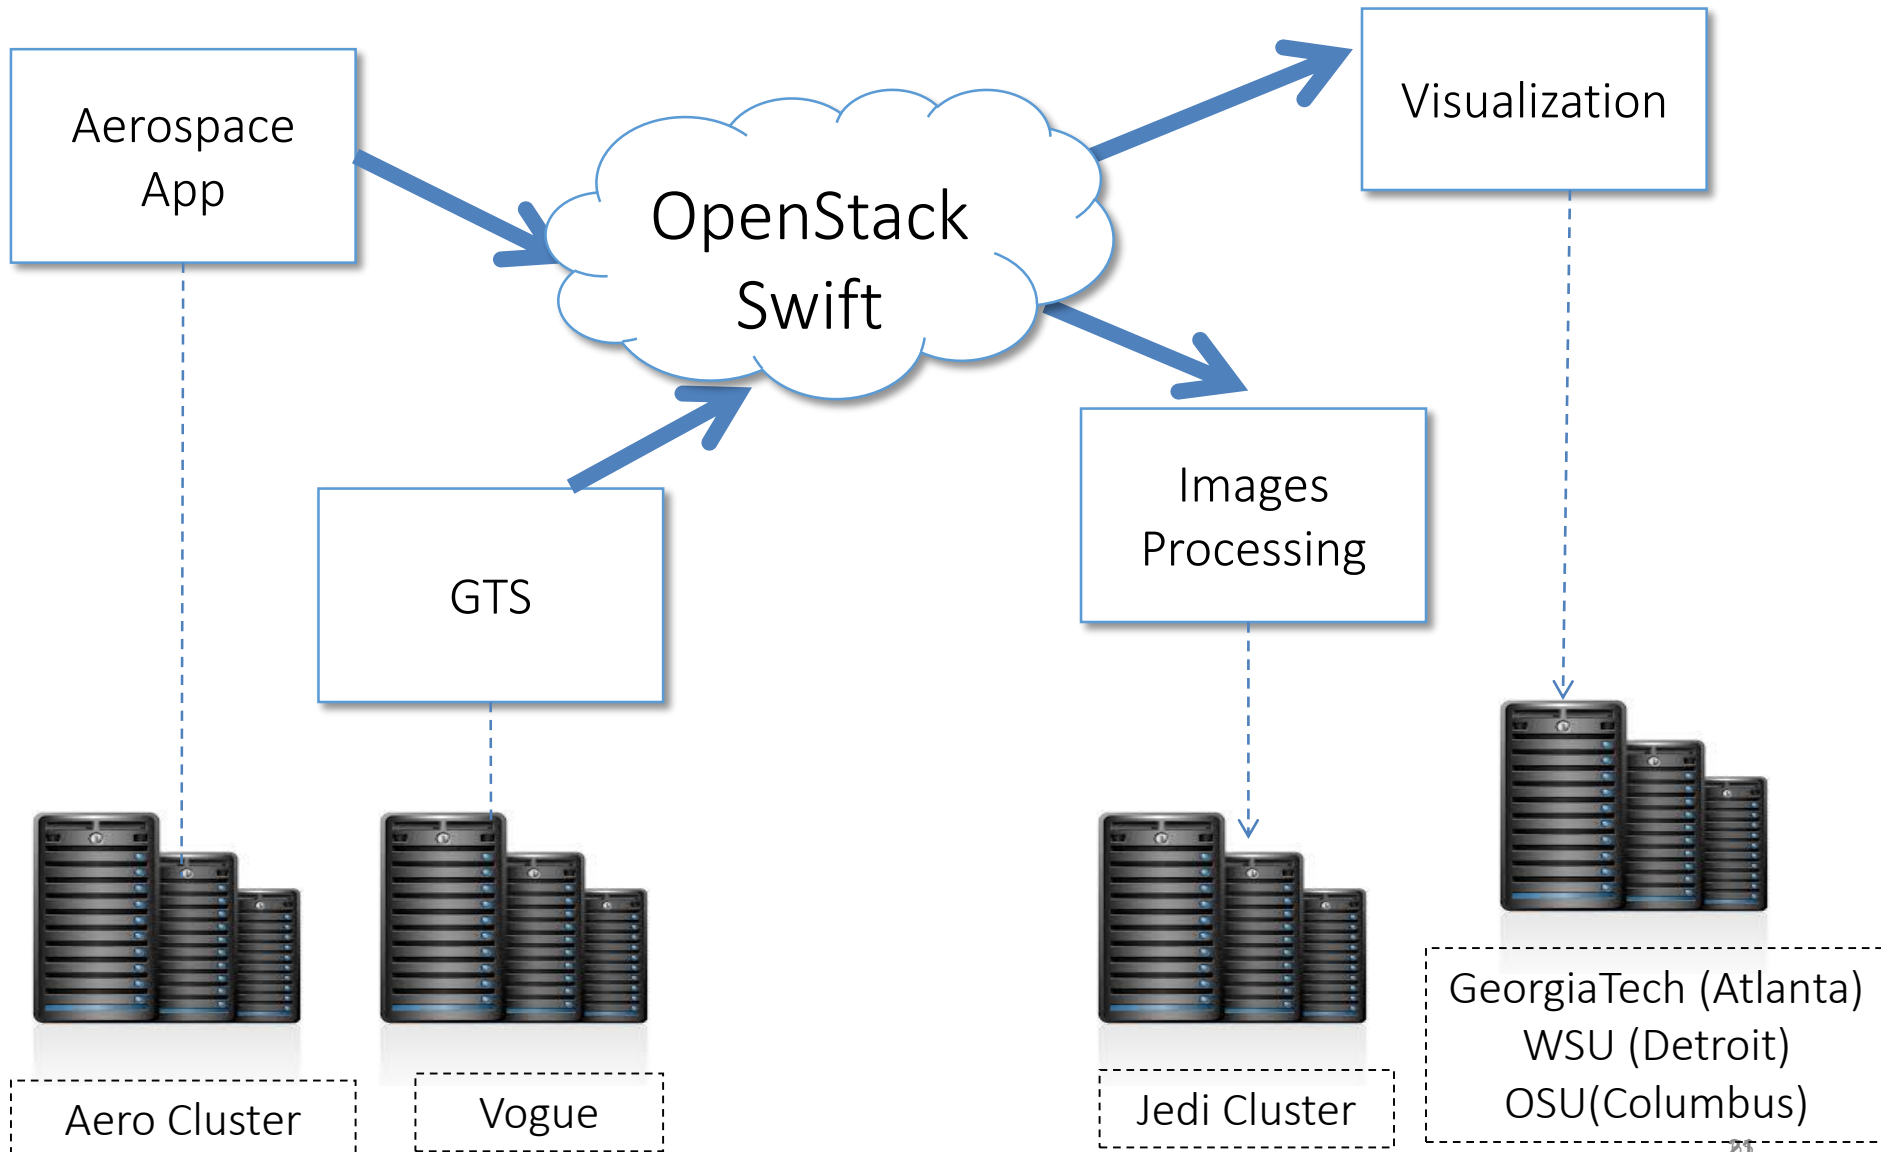 Aerospace
App
OpenStack
Swift
Visualization
GTS
Images
Processing
Aero Cluster
Vogue
Jedi Cluster
GeorgiaTech (Atlanta)
WSU (Detroit)
OSU(Columbus)